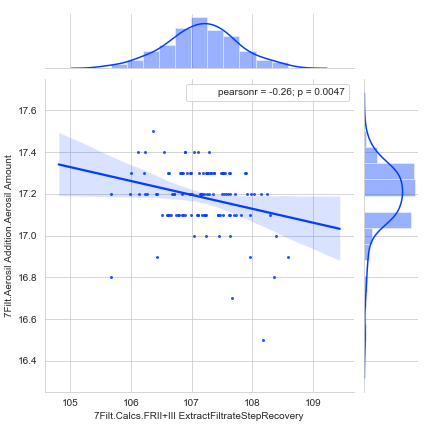 pearsonr = -0.26; p = 0.0047
17.6
17.4
17.2
17.0
16.8
16.6
16.4
7Filt.Aerosil Addition.Aerosil Amount
105 106 107 108 109
7Filt.Calcs.FRII+III ExtractFiltrateStepRecovery